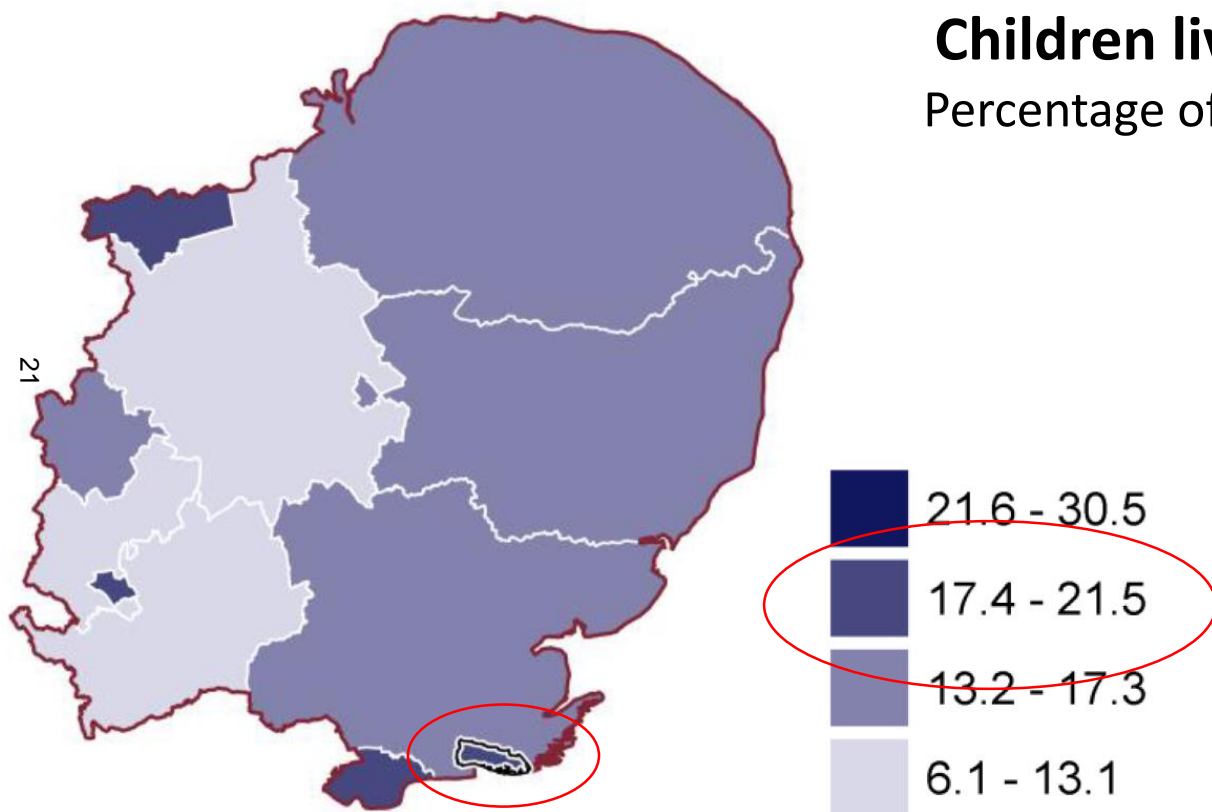 Children liv
Percentage of
21
21.6 - 30.5
17.4 - 21.5
13.2 - 17.3
6.1 - 13.1